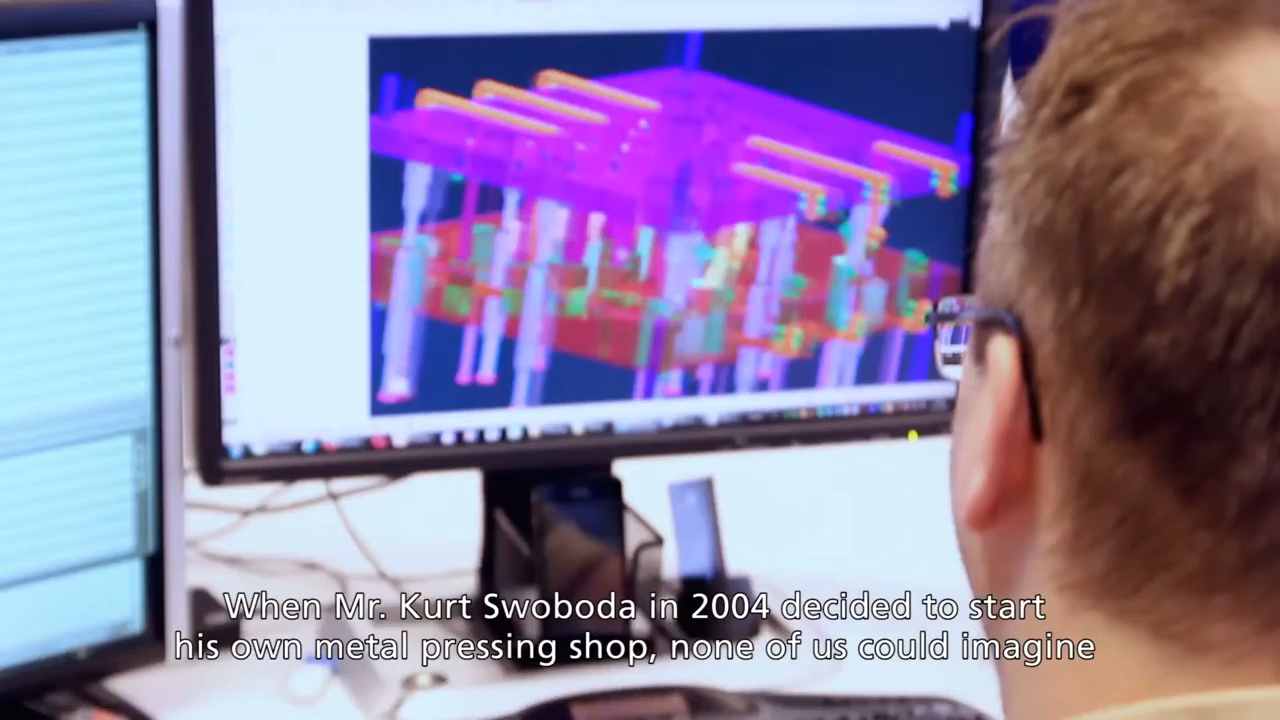 When Mr. Kurt Swoboda in 2004 decided to start
his own metal pressing shop, none of us could imagine